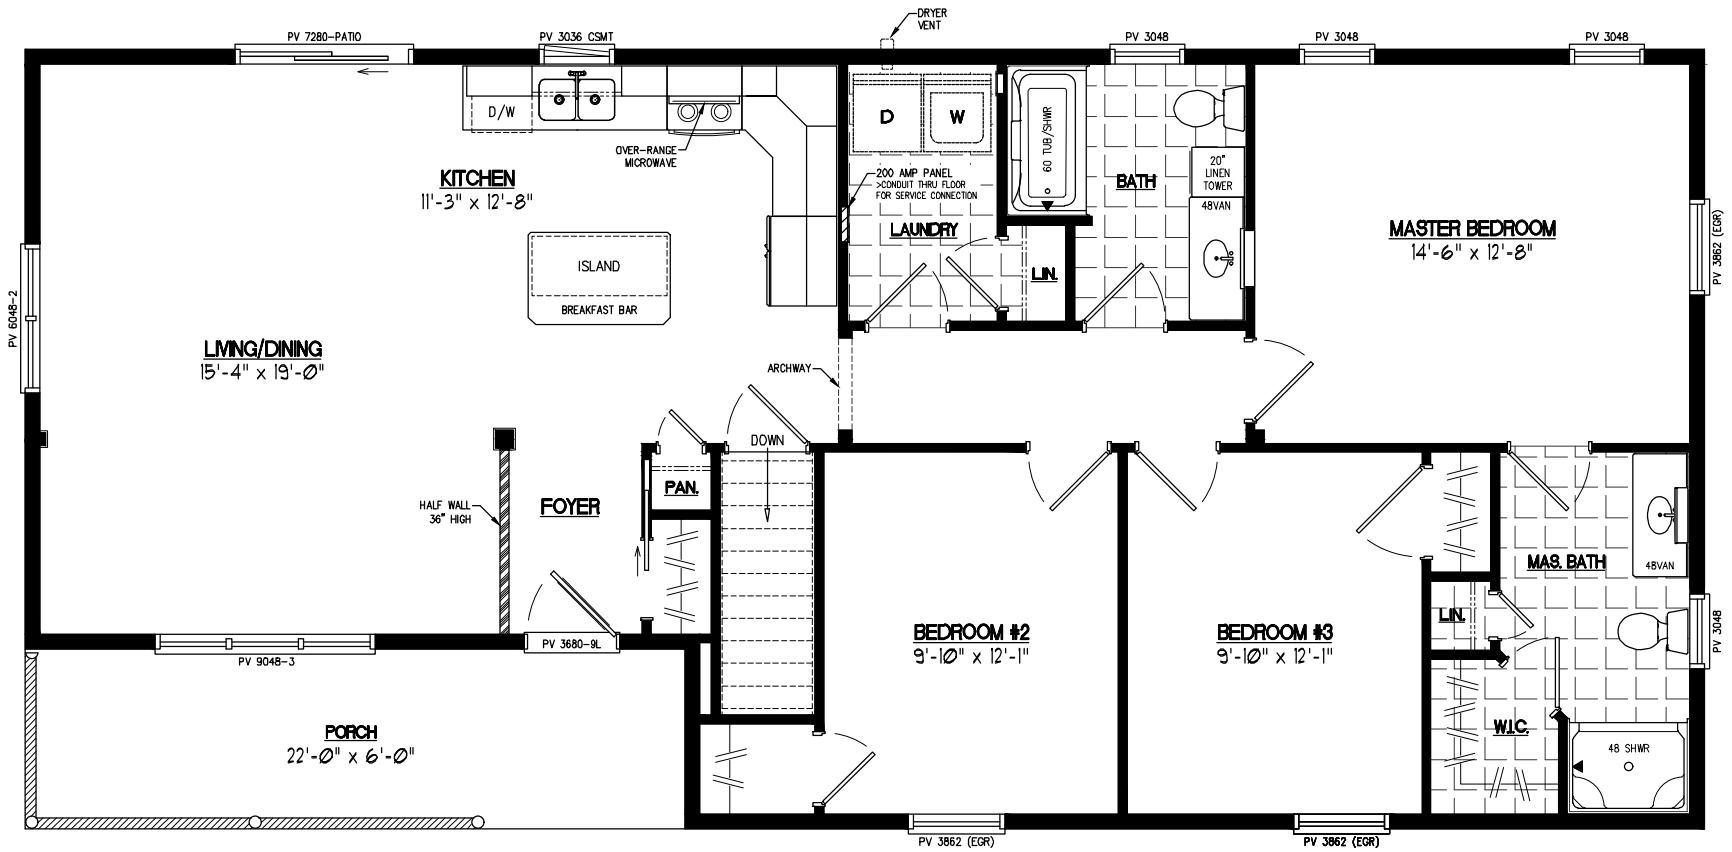 DRYER
VENT
PV 7280-PATIO
PV 3036 CSMT
PV 3048
PV 3048
PV 3048
D/W
D
W
60 TUB/SHWR
OVER-RANGE
MICROWAVE
20"
LINEN
TOWER
KITCHEN
11'-3" x 12'-8"
200 AMP PANEL
>CONDUIT THRU FLOOR
FOR SERVICE CONNECTION
BATH
48VAN
LAUNDRY
MASTER BEDROOM
14'-6" x 12'-8"
PV 3862 (EGR)
ISLAND
BREAKFAST BAR
LIN.
PV 6048-2
LIVING/DINING
15'-4" x 19'-0"
ARCHWAY
DOWN
PAN.
HALF WALL
36" HIGH
FOYER
MAS. BATH
48VAN
LIN.
PV 3048
BEDROOM #2
9'-10" x 12'-1"
BEDROOM #3
9'-10" x 12'-1"
PV 3680-9L
PV 9048-3
W.I.C.
48 SHWR
PORCH
22'-0" x 6'-0"
PV 3862 (EGR)
PV 3862 (EGR)